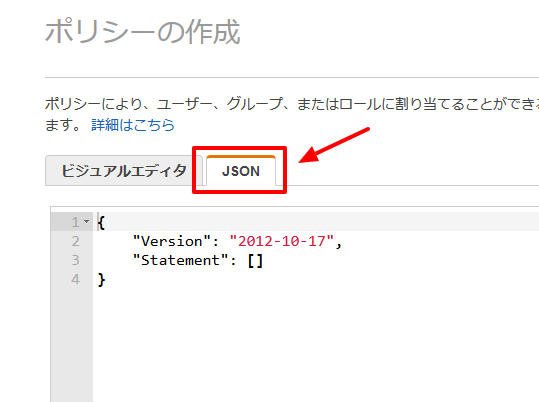 ポリシーの作成
ポリシーにより、ユーザー、グループ、またはロールに割り当てることができ
ます。 詳細はこちら
ビジュアルエディタ
JSON
1 {
2 "Version": "2012-10-17",
3 "Statement": []
4 }